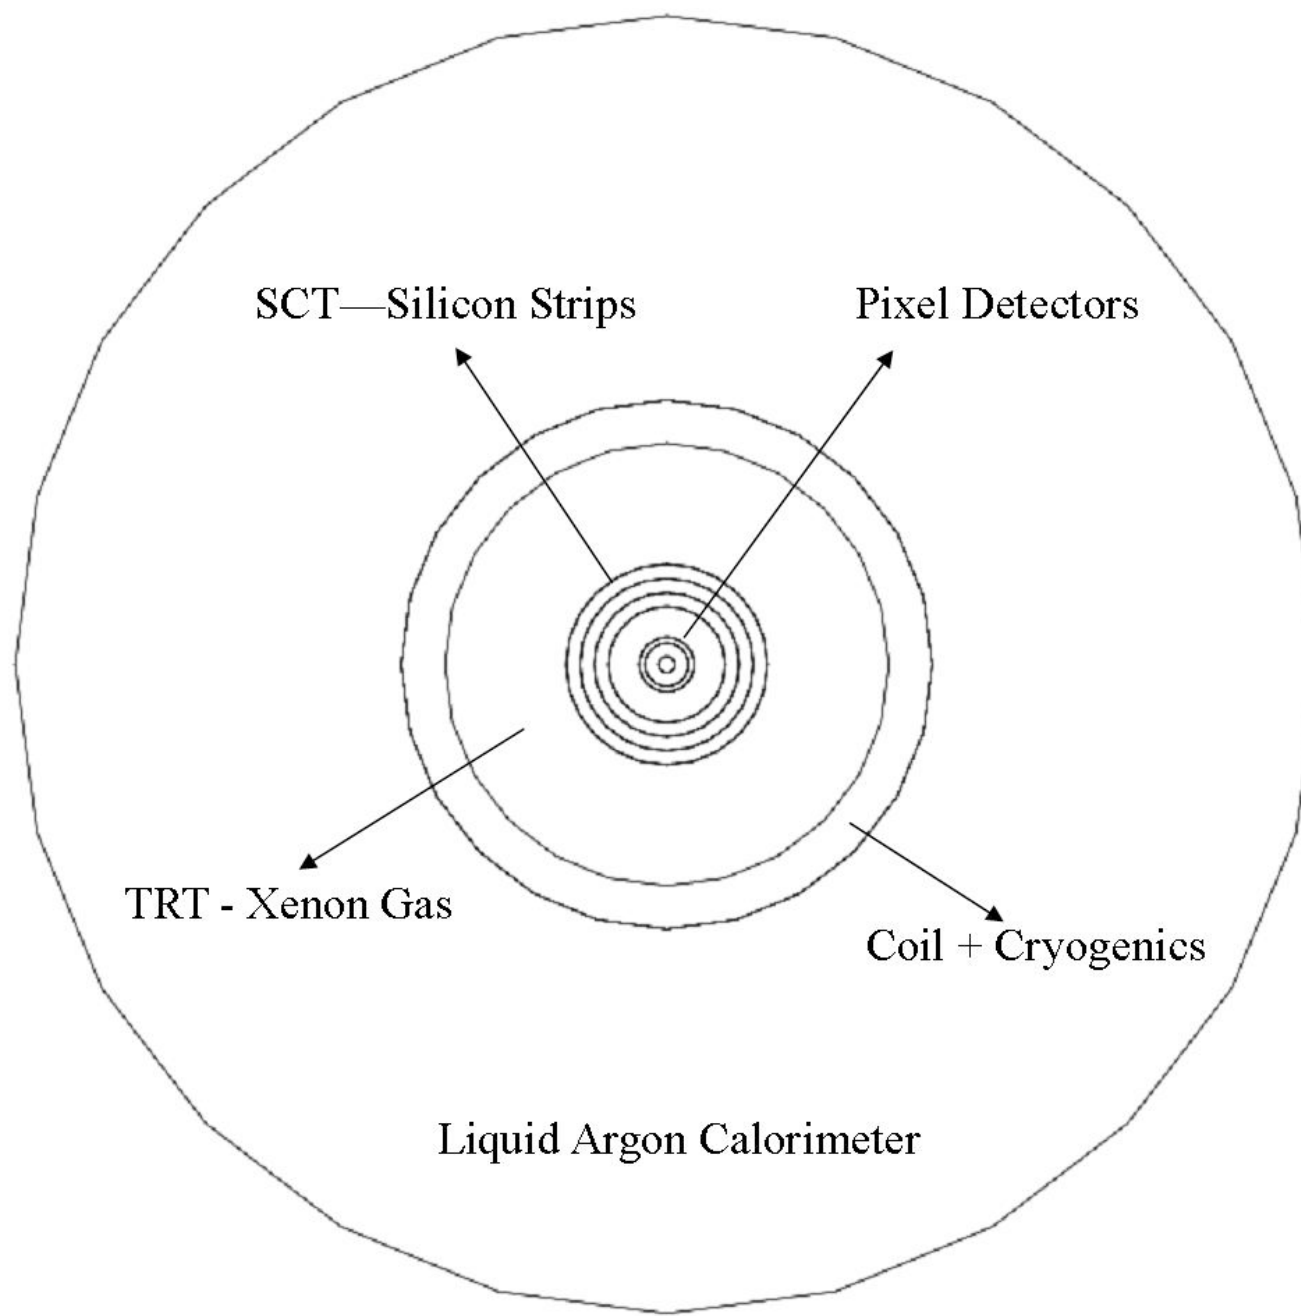 SCT—Silicon Strips
Pixel Detectors
TRT - Xenon Gas
Coil + Cryogenics
Liquid Argon Calorimeter